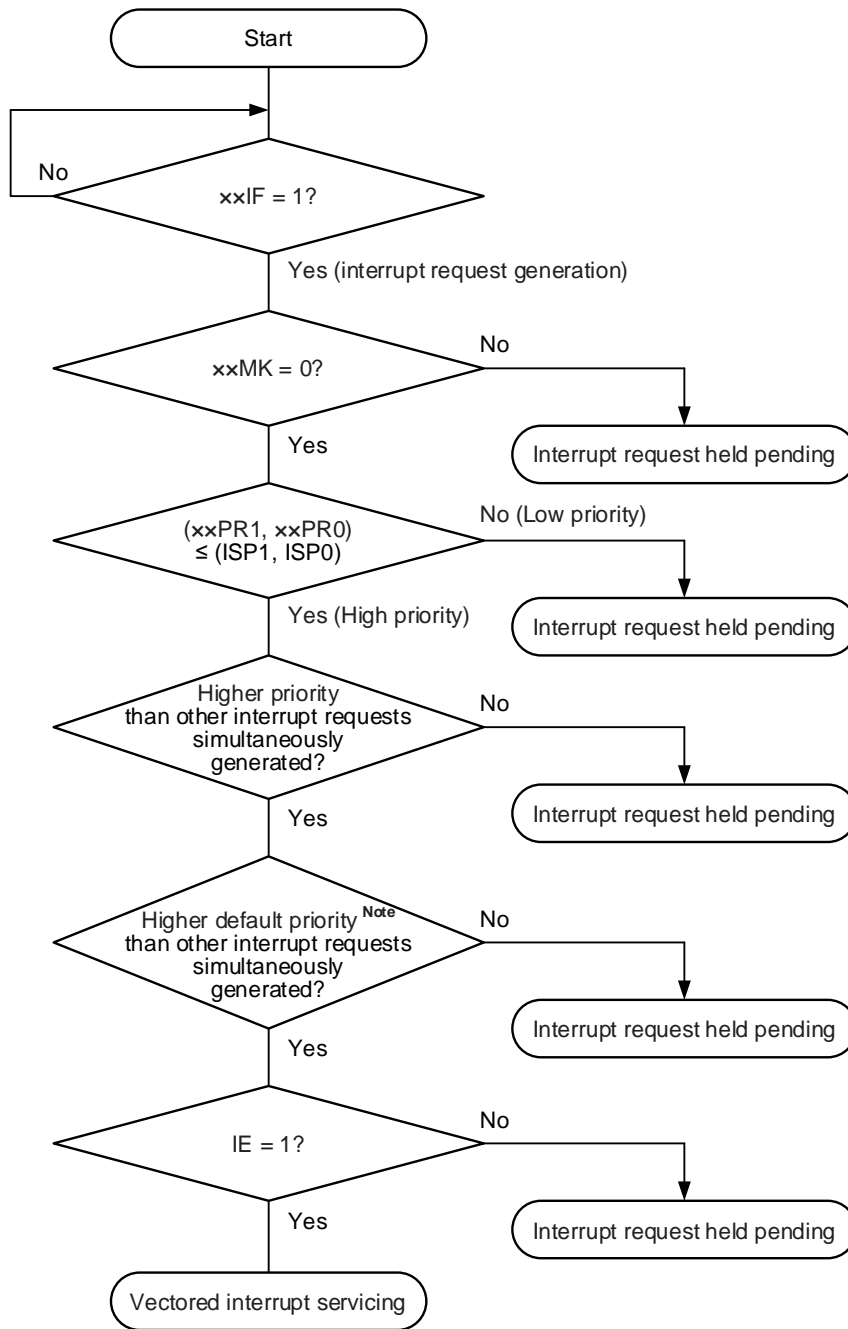 Start
No
××IF = 1?
Yes (interrupt request generation)
No
××MK = 0?
Interrupt request held pending
Yes
(××PR1, ××PR0)
≤ (ISP1, ISP0)
No (Low priority)
Interrupt request held pending
Yes (High priority)
Higher priority
than other interrupt requests
simultaneously
generated?
No
Interrupt request held pending
Yes
Higher default priority Note
than other interrupt requests
simultaneously
generated?
No
Interrupt request held pending
Yes
IE = 1?
No
Interrupt request held pending
Yes
Vectored interrupt servicing